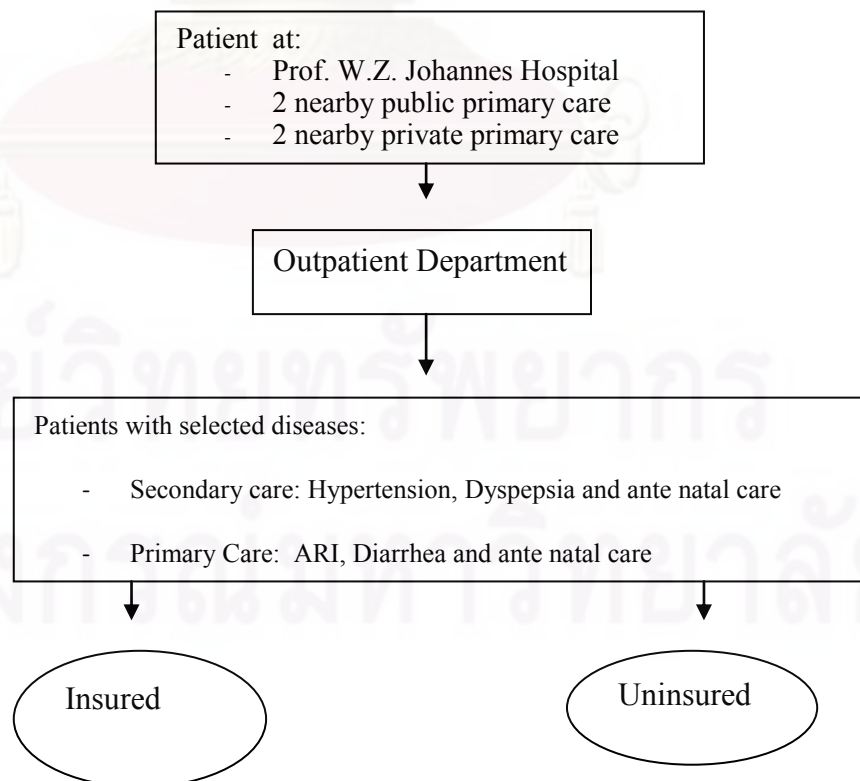 Patient at:
- Prof. W.Z. Johannes Hospital
- 2 nearby public primary care
- 2 nearby private primary care
Outpatient Department
Patients with selected diseases:
- Secondary care: Hypertension, Dyspepsia and ante natal care
- Primary Care: ARI, Diarrhea and ante natal care
Insured
Uninsured